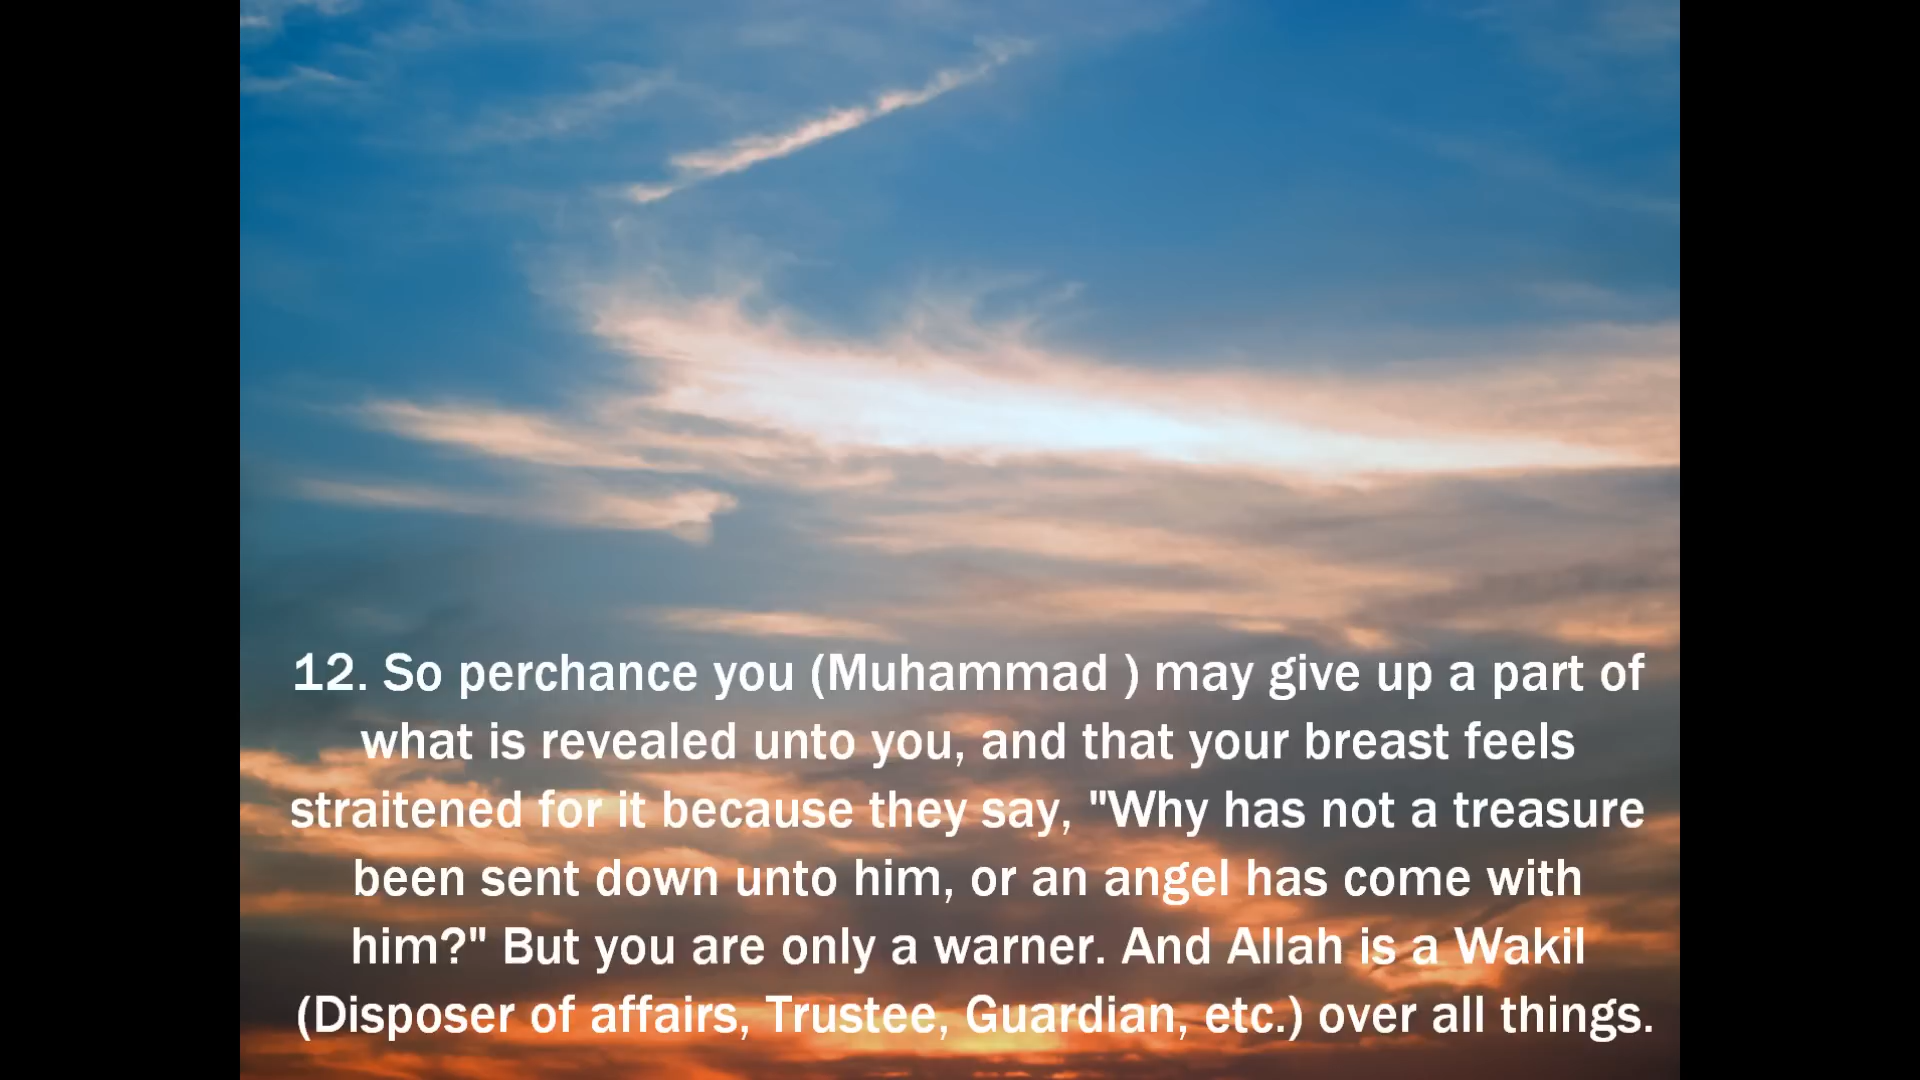 12. So perchance you (Muhammad ) may give up a part of
what is revealed unto you, and that your breast feels
straitened for it because they say, "Why has not a treasure
been sent down unto him, or an angel has come with
him?" But you are only a warner. And Allah is a Wakil
(Disposer of affairs, Trustee, Guardian, etc.) over all things.